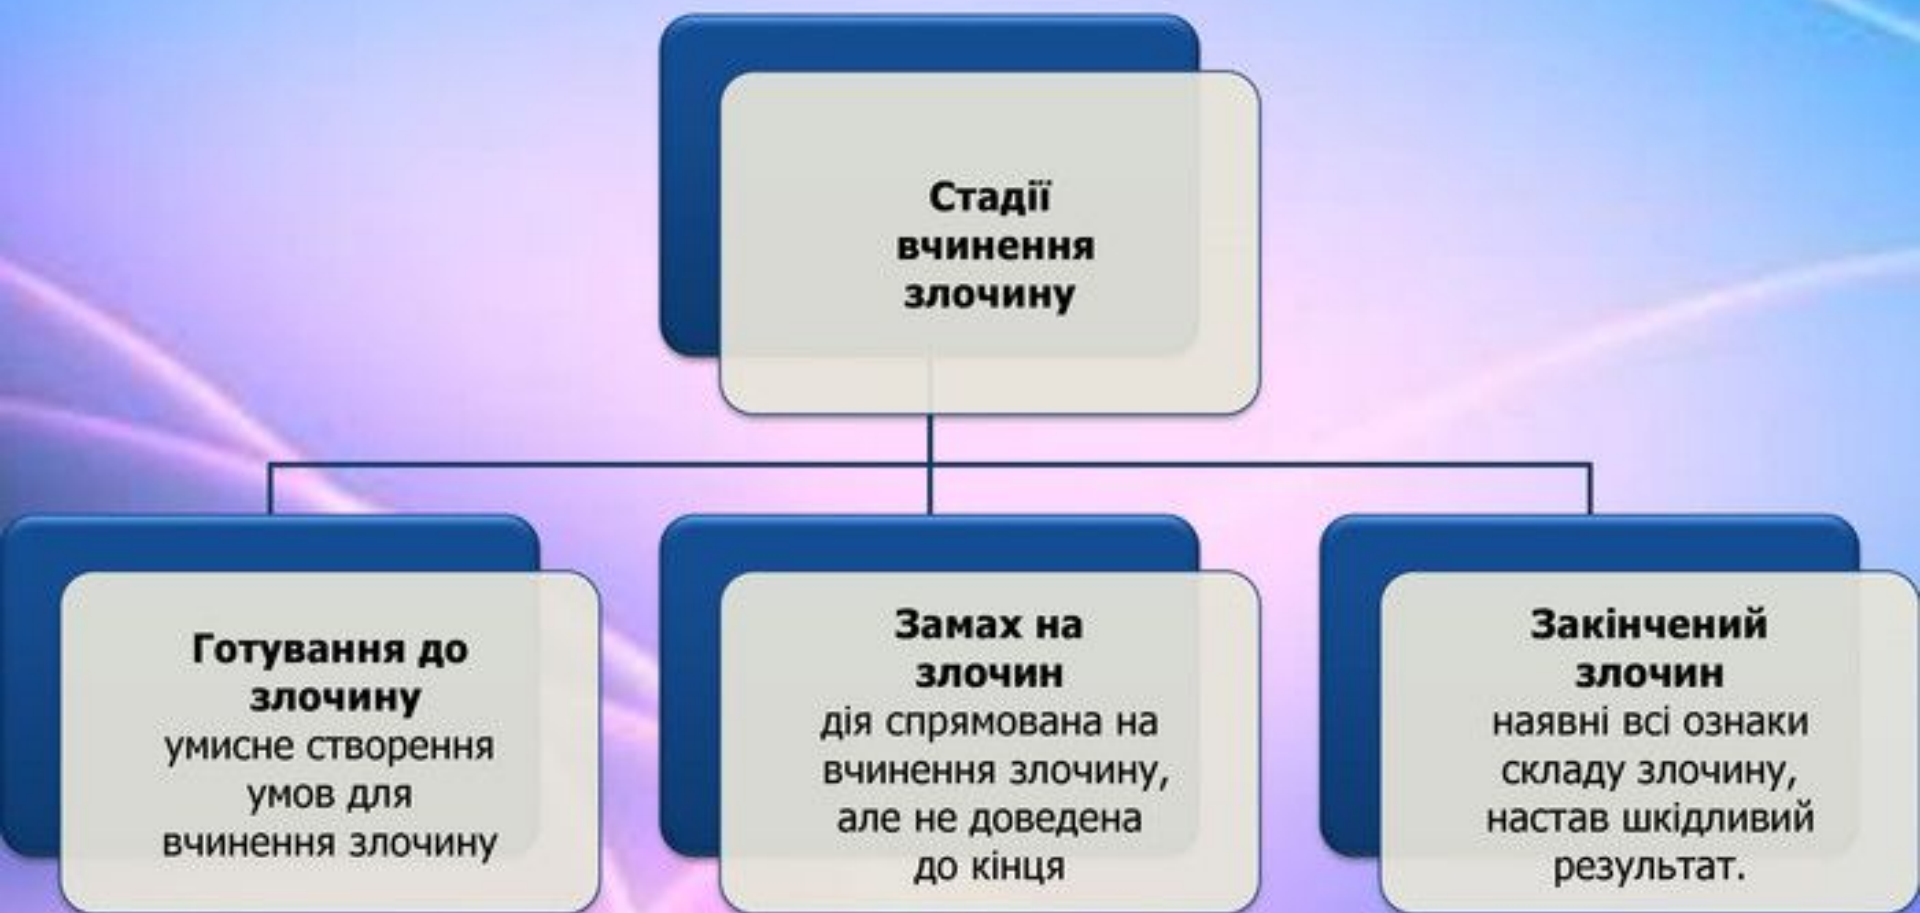 Стадії
вчинення
злочину
Готування до
злочину
умисне створення
умов для
вчинення злочину
Замах на
злочин
дія спрямована на
вчинення злочину,
але не доведена
до кінця
Закінчений
злочин
наявні всі ознаки
складу злочину,
настав шкідливий
результат.